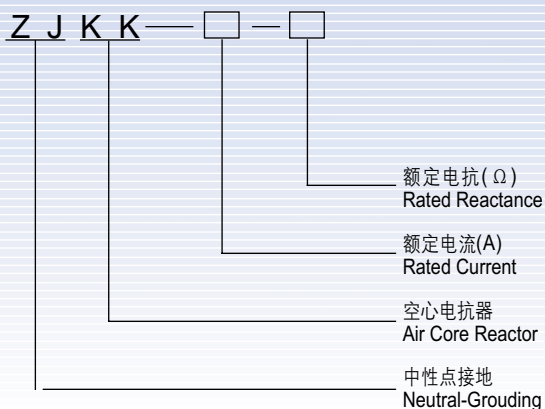 ZJKK—□—□
额定电抗(Ω)
Rated Reactance
额定电流(A)
Rated Current
空心电抗器
Air Core Reactor
中性点接地
Neutral-Grouding